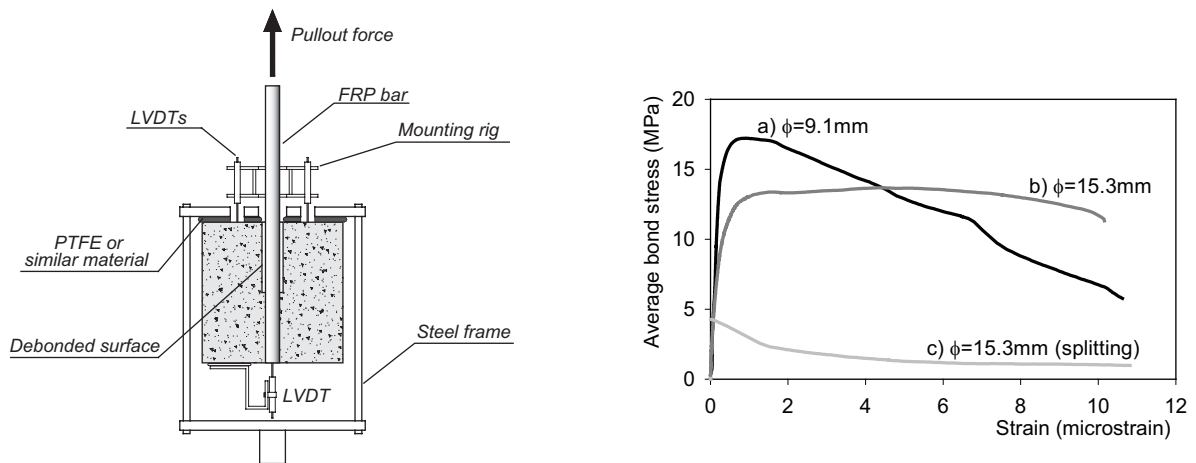 Pullout force
FRP bar
LVDTs
Mounting rig
PTFE or
similar material
Debonded surface
Steel frame
LVDT
Average bond stress (MPa)
20
15
10
5
0
a) ϕ=9.1mm
b) ϕ=15.3mm
c) ϕ=15.3mm (splitting)
0 2 4 6 8 10 12
Strain (microstrain)